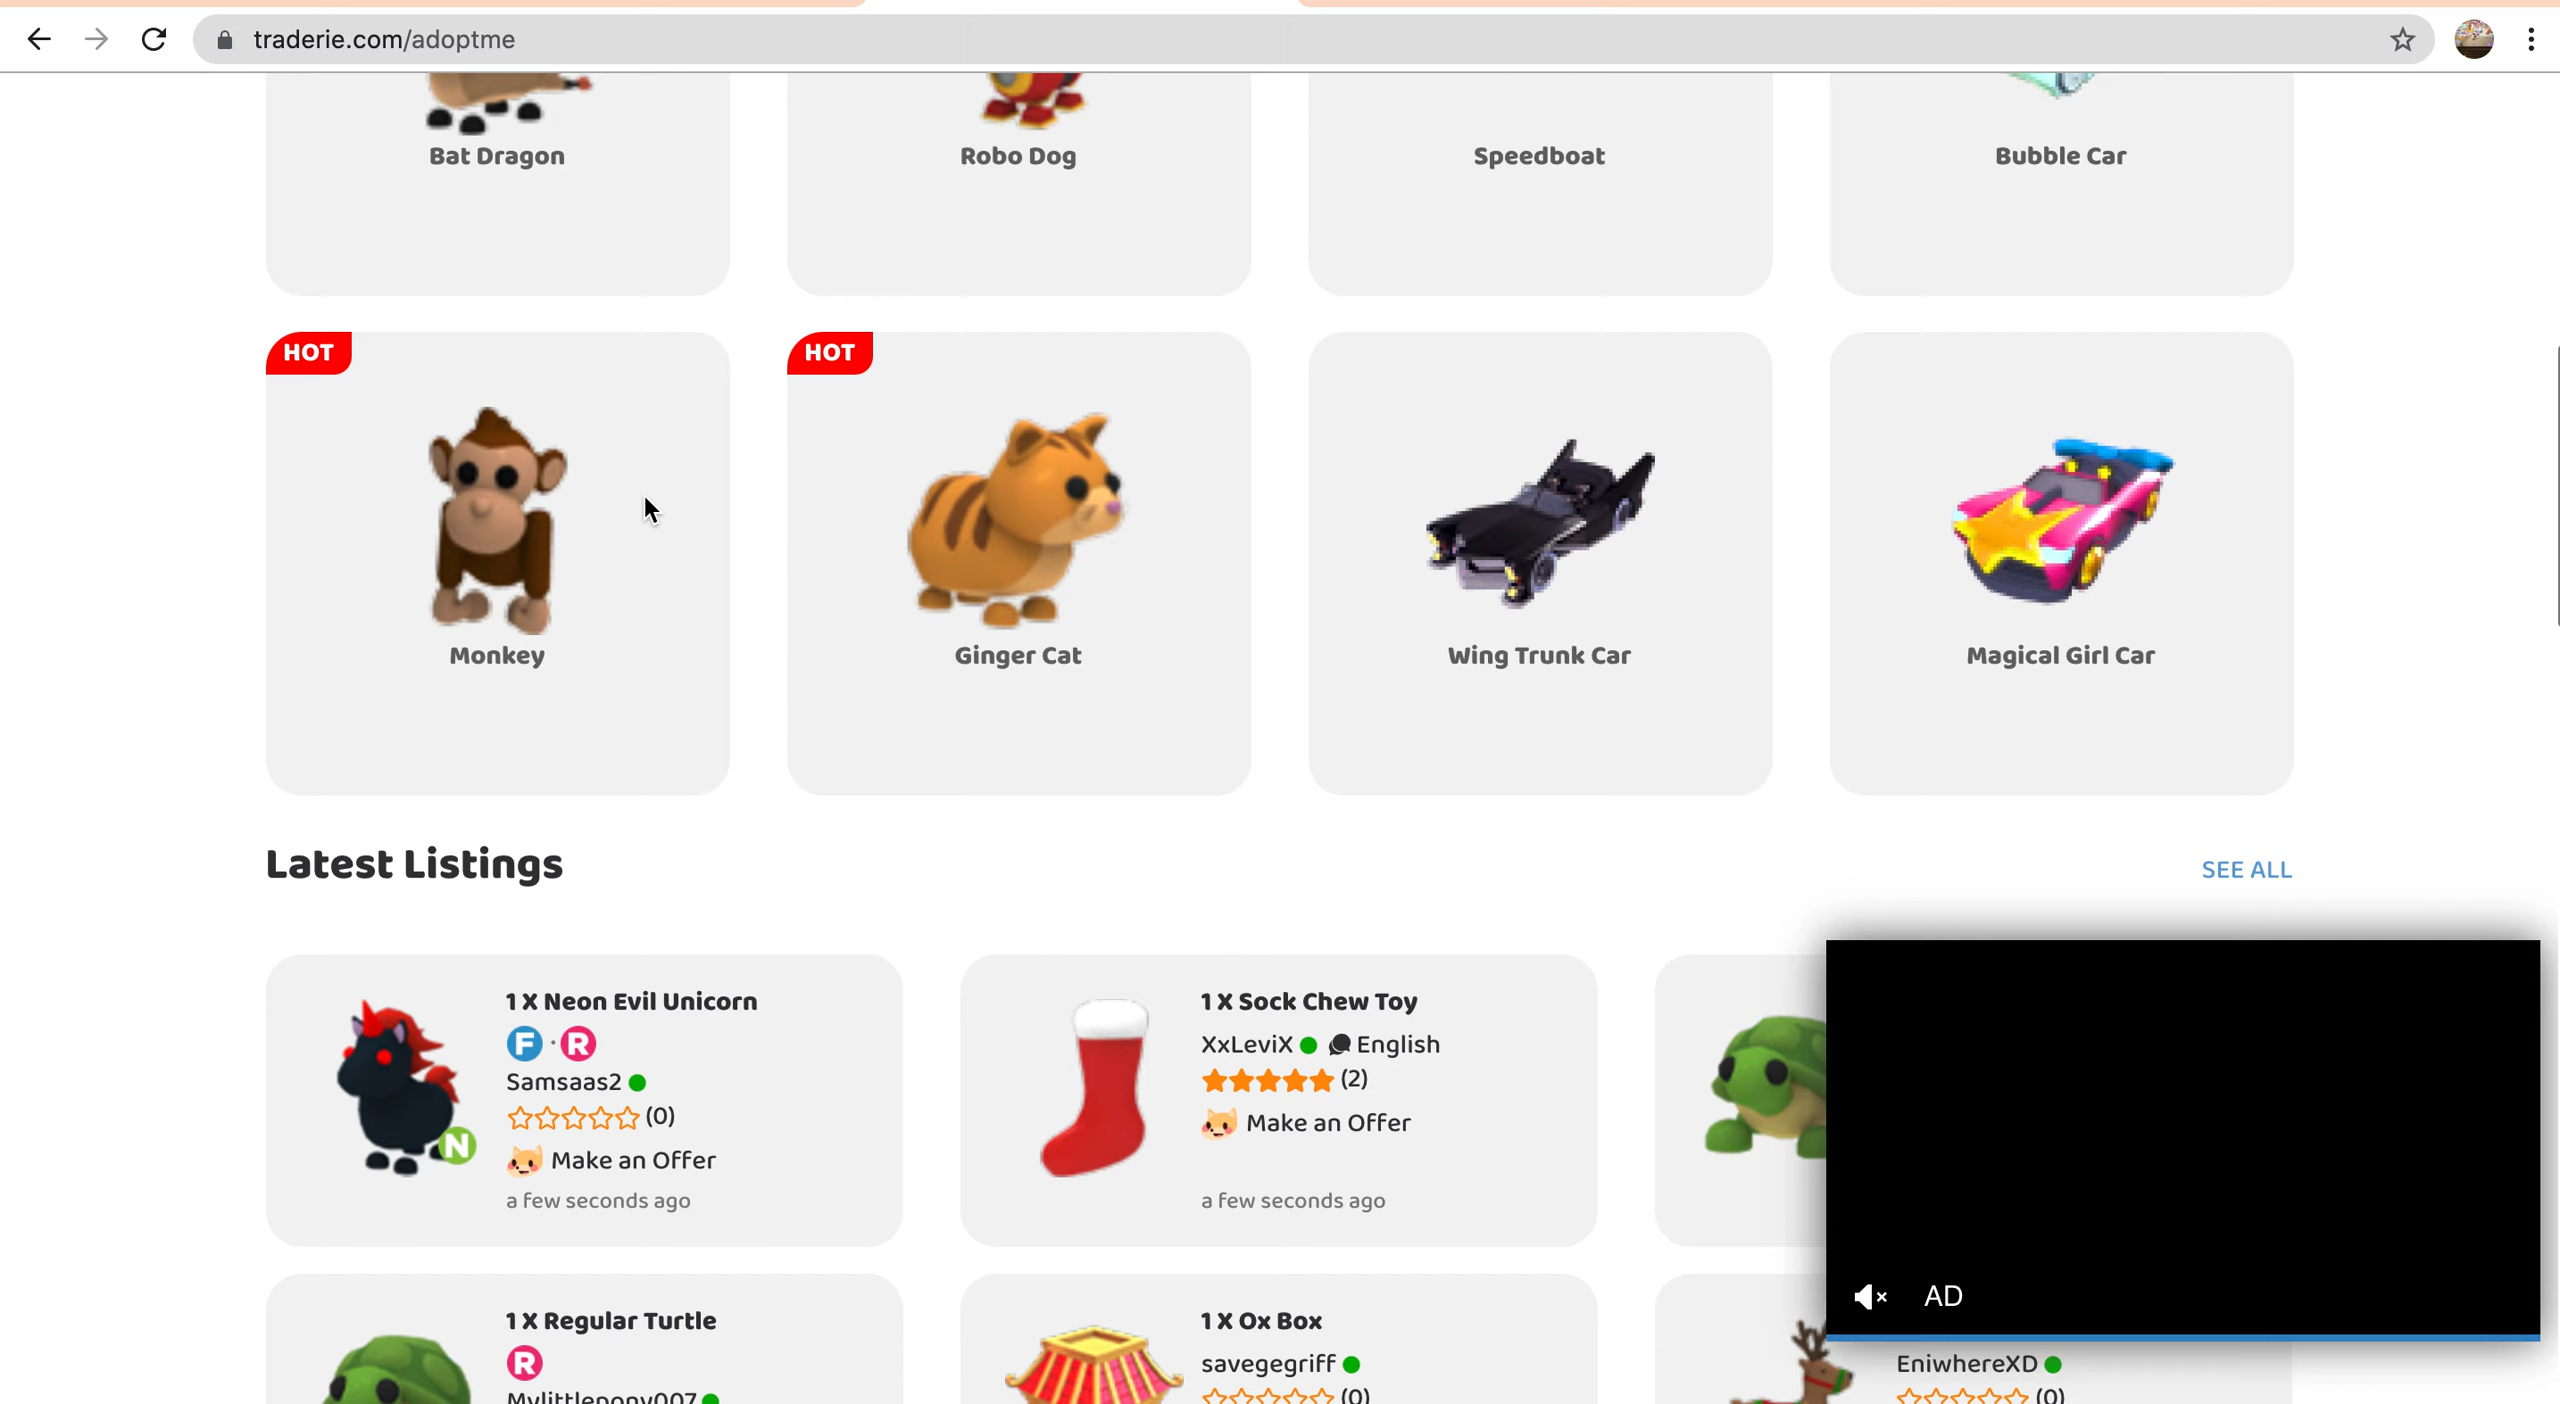 traderie.com/adoptme
Bat Dragon
Robo Dog
Speedboat
Bubble Car
HOT
HOT
Monkey
Ginger Cat
Wing Trunk Car
Magical Girl Car
Latest Listings
SEE ALL
1 X Neon Evil Unicorn
F · R
Samsaas2
(0)
Make an Offer
a few seconds ago
N
1 X Sock Chew Toy
XxLeviX English
(2)
Make an Offer
a few seconds ago
AD
1 X Regular Turtle
R
Mylittlepony007
1 X Ox Box
savegegriff
(0)
EniwhereXD
(0)